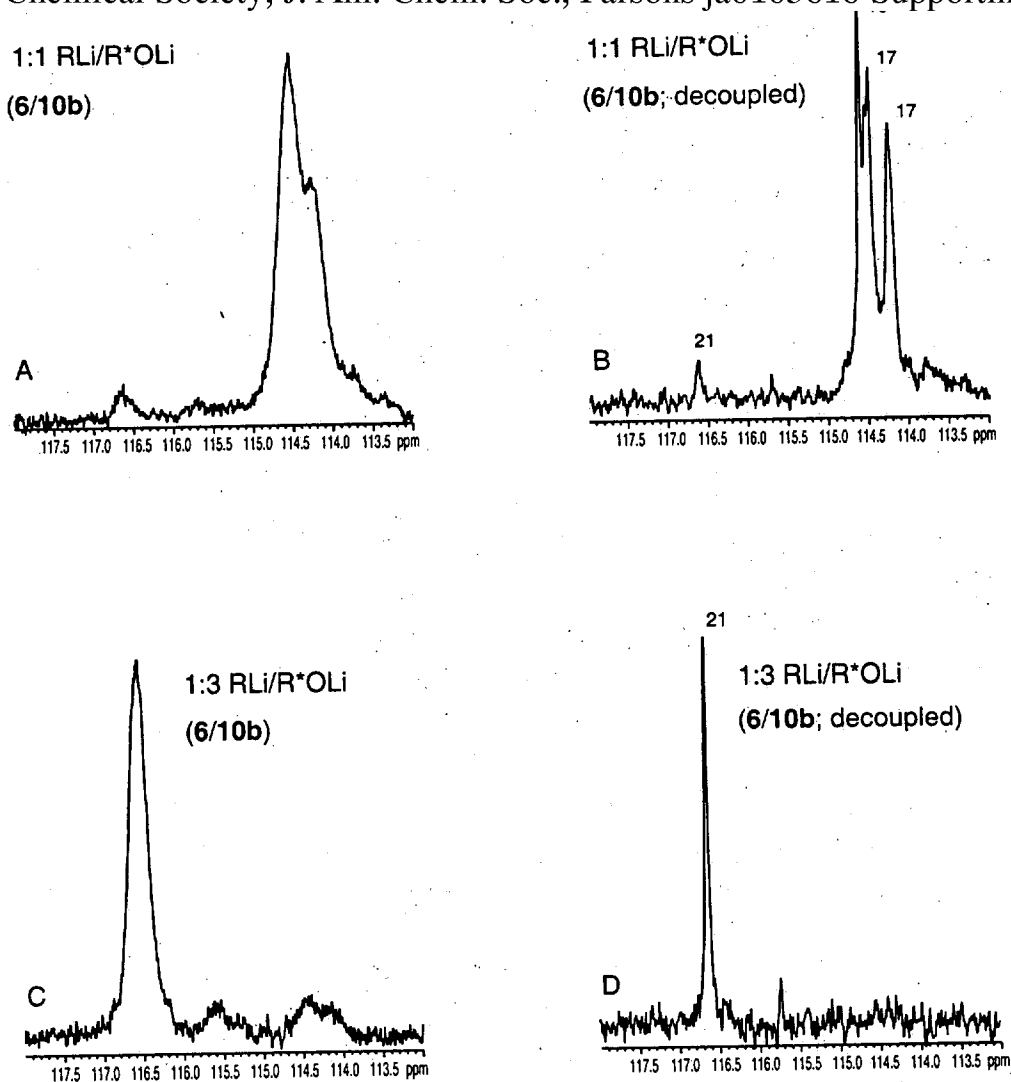 Chemical Society, J. Am. Chem. Soc., Parsons ja0105616 Supportin
1:1 RLi/R*OLi
(6/10b)
A
117.5 117.0 116.5 116.0 115.5 115.0 114.5 114.0 113.5 ppm
1:1 RLi/R*OLi
(6/10b; decoupled)
17
17
21
B
117.5 117.0 116.5 116.0 115.5 115.0 114.5 114.0 113.5 ppm
1:3 RLi/R*OLi
(6/10b)
C
117.5 117.0 116.5 116.0 115.5 115.0 114.5 114.0 113.5 ppm
21
1:3 RLi/R*OLi
(6/10b; decoupled)
D
117.5 117.0 116.5 116.0 115.5 115.0 114.5 114.0 113.5 ppm